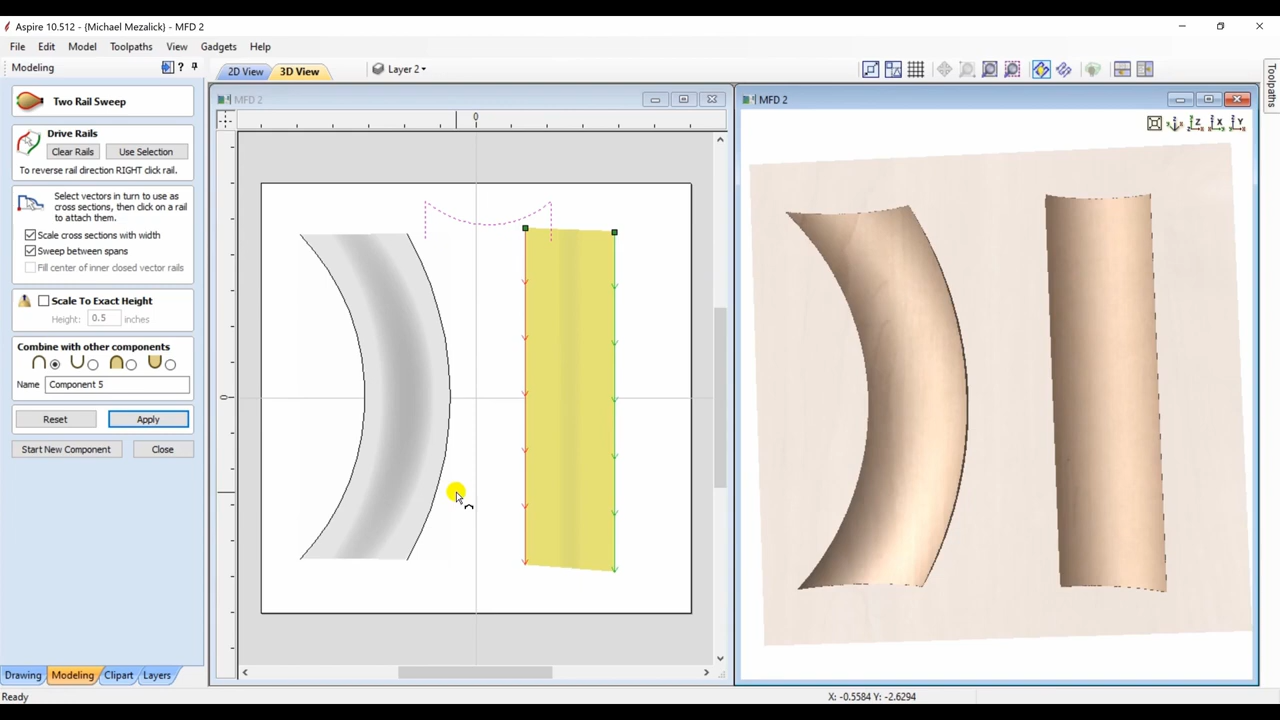 Aspire 10.512 - {Michael Mezalick} - MFD 2
File Edit Model Toolpaths View Gadgets Help
Modeling
2D View
3D View
Layer 2
Two Rail Sweep
Drive Rails
Clear Rails
Use Selection
To reverse rail direction RIGHT click rail.
Select vectors in turn to use as
cross sections, then click on a rail
to attach them.
Scale cross sections with width
Sweep between spans
Fill center of inner closed vector rails
Scale To Exact Height
Height: 0.5 inches
Combine with other components
Name Component 5
Reset
Apply
Start New Component
Close
Drawing
Modeling
Clipart
Layers
Ready
MFD 2
0
0
MFD 2
Z
X
Y
Toolpaths
X: -0.5584 Y: -2.6294